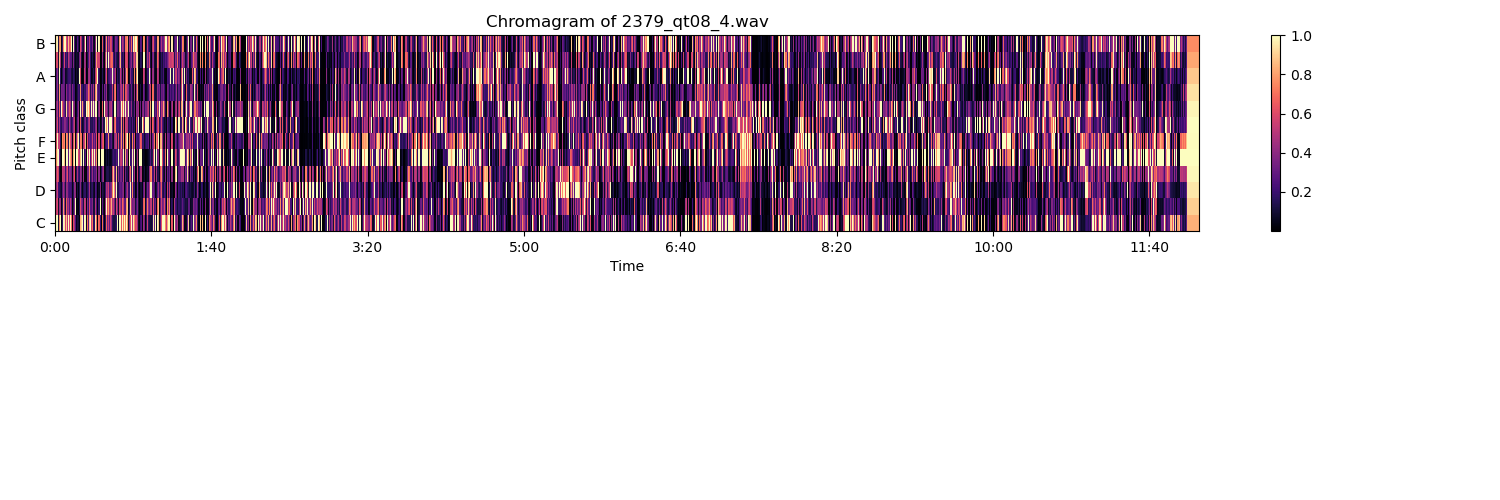 Chromagram of 2379_qt08_4.wav
Pitch class
B
A
G
F
E
D
C
0:00 1:40 3:20 5:00 6:40 8:20 10:00 11:40
Time
1.0
0.8
0.6
0.4
0.2